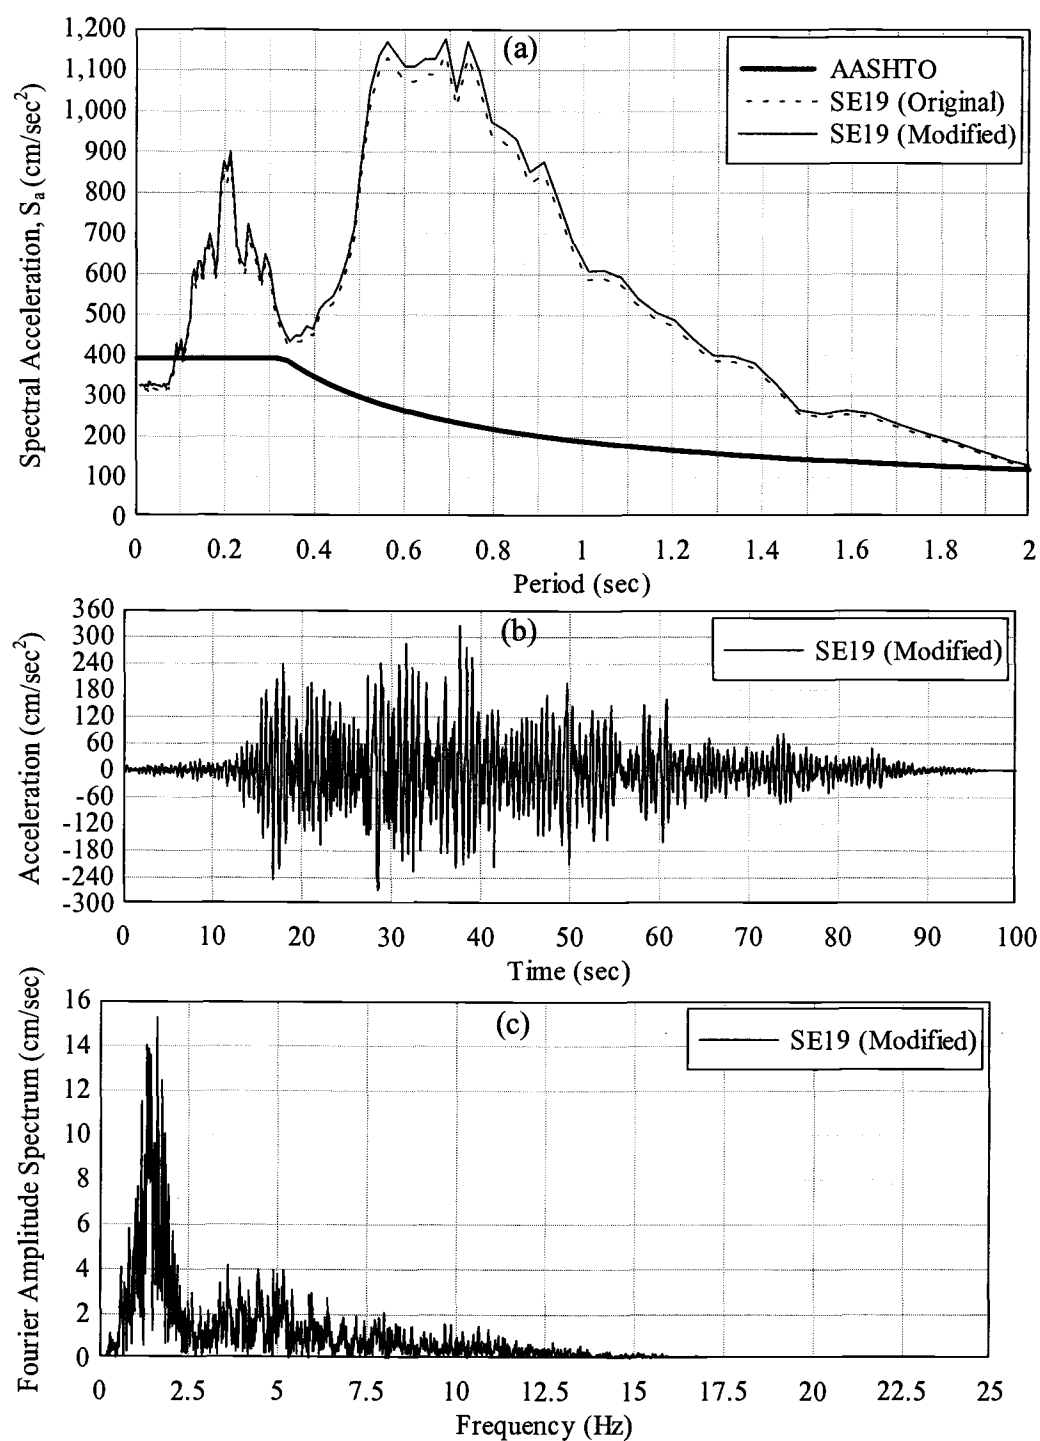 1,200
1,100
1,000
900
800
700
600
500
400
300
200
100
0
Spectral Acceleration, Sa (cm/sec2)
(a)
AASHTO
SE19 (Original)
SE19 (Modified)
0 0.2 0.4 0.6 0.8 1 1.2 1.4 1.6 1.8 2
Period (sec)
360
300
240
180
120
60
0
-60
-120
-180
-240
-300
Acceleration (cm/sec2)
(b)
SE19 (Modified)
0 10 20 30 40 50 60 70 80 90 100
Time (sec)
16
14
12
10
8
6
4
2
0
Fourier Amplitude Spectrum (cm/sec)
(c)
SE19 (Modified)
0 2.5 5 7.5 10 12.5 15 17.5 20 22.5 25
Frequency (Hz)